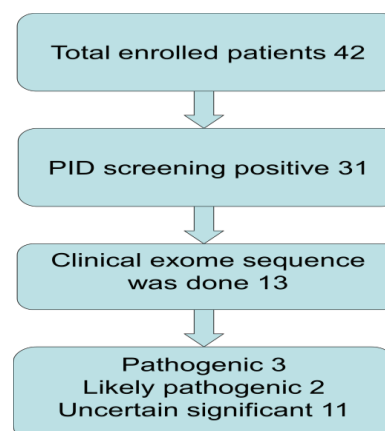 Total enrolled patients 42
PID screening positive 31
Clinical exome sequence
was done 13
Pathogenic 3
Likely pathogenic 2
Uncertain significant 11